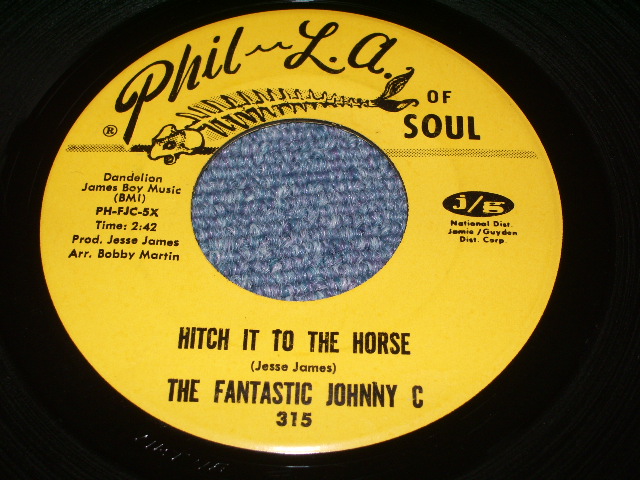 Phil-L.A.
OF
SOUL
®
Dandelion
James Boy Music
(BMI)
PH-FJC-5X
Time: 2:42
Prod. Jesse James
Arr. Bobby Martin
j/g
National Dist.
Jamie/Guyden
Dist. Corp.
HITCH IT TO THE HORSE
(Jesse James)
THE FANTASTIC JOHNNY C
315